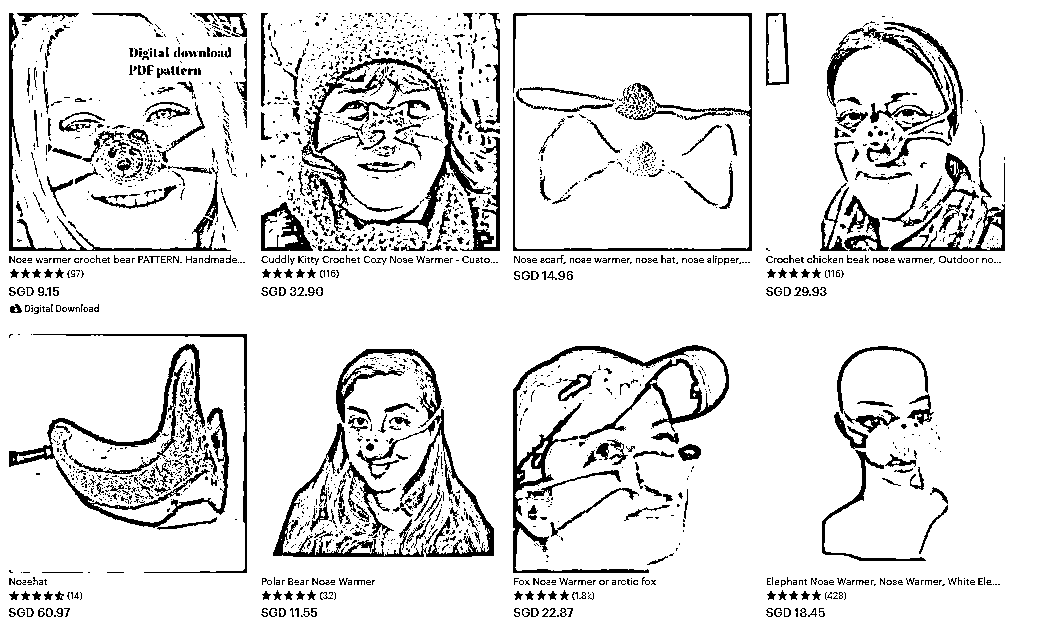 Digital download
PDF pattern
Nose warmer crochet bear PATTERN. Handmade...
★★★★★ (97)
SGD 9.15
Digital Download
Cuddly Kitty Crochet Cozy Nose Warmer - Custo...
★★★★★ (116)
SGD 32.90
Nose scarf, nose warmer, nose hat, nose slipper,...
SGD 14.96
Crochet chicken beak nose warmer, Outdoor no...
★★★★★ (116)
SGD 29.93
Nosehat
★★★★★ (14)
SGD 60.97
Polar Bear Nose Warmer
★★★★★ (32)
SGD 11.55
Fox Nose Warmer or arctic fox
★★★★★ (1.8k)
SGD 22.87
Elephant Nose Warmer, Nose Warmer, White Ele...
★★★★★ (428)
SGD 18.45